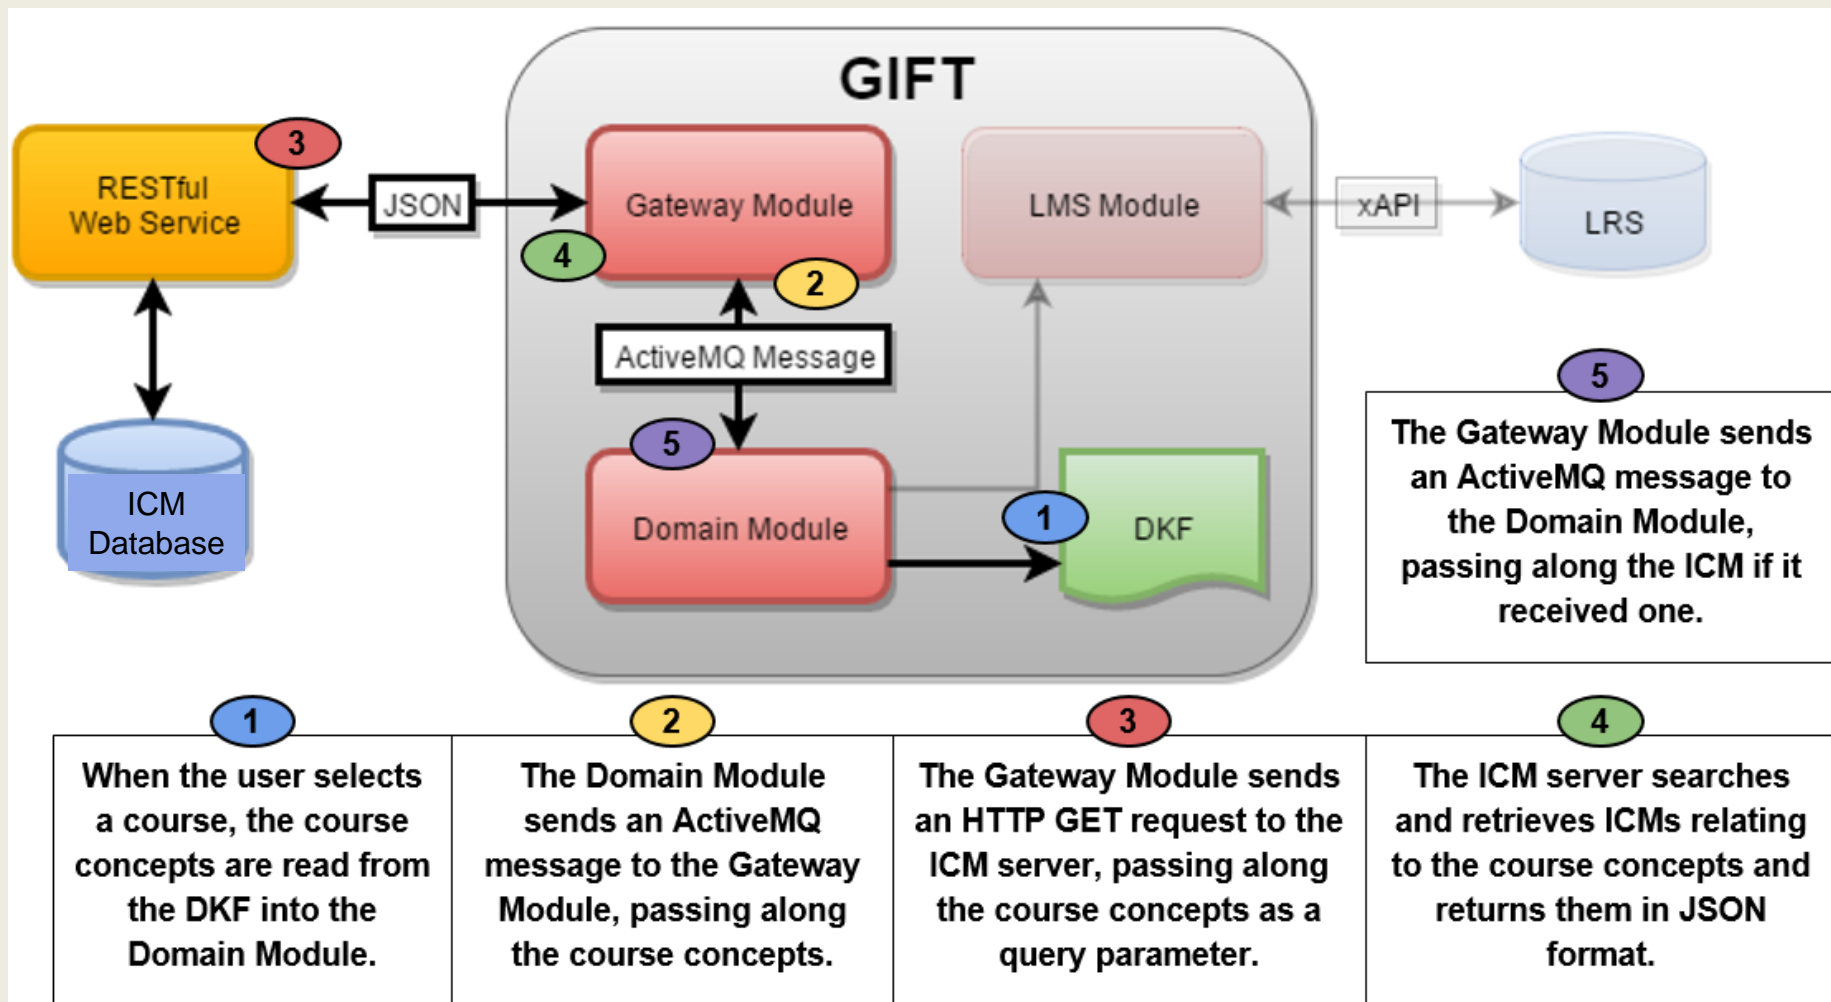 GIFT
3
RESTful
Web Service
JSON
Gateway Module
4
2
LMS Module
xAPI
LRS
ActiveMQ Message
5
Domain Module
1
DKF
ICM
Database
5
The Gateway Module sends
an ActiveMQ message to
the Domain Module,
passing along the ICM if it
received one.
1
When the user selects
a course, the course
concepts are read from
the DKF into the
Domain Module.
2
The Domain Module
sends an ActiveMQ
message to the Gateway
Module, passing along
the course concepts.
3
The Gateway Module sends
an HTTP GET request to the
ICM server, passing along
the course concepts as a
query parameter.
4
The ICM server searches
and retrieves ICMs relating
to the course concepts and
returns them in JSON
format.